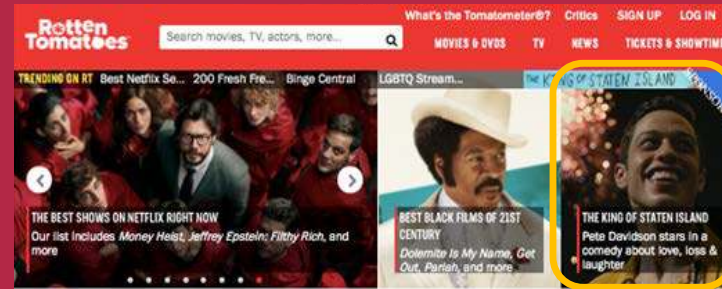 What's the Tomatometer®? Critics SIGN UP LOG IN
Rotten
Tomatoes
Search movies, TV, actors, more...
MOVIES & DVDS TV NEWS TICKETS & SHOWTIM
TRENDING ON RT Best Netflix Se... 200 Fresh Fre... Binge Central LGBTQ Stream...
THE KING OF STATEN ISLAND
THE BEST SHOWS ON NETFLIX RIGHT NOW
Our list includes Money Heist, Jeffrey Epstein: Filthy Rich, and
more
BEST BLACK FILMS OF 21ST
CENTURY
Dolemite Is My Name, Get
Out, Pariah, and more
THE KING OF STATEN ISLAND
Pete Davidson stars in a
comedy about love, loss &
laughter